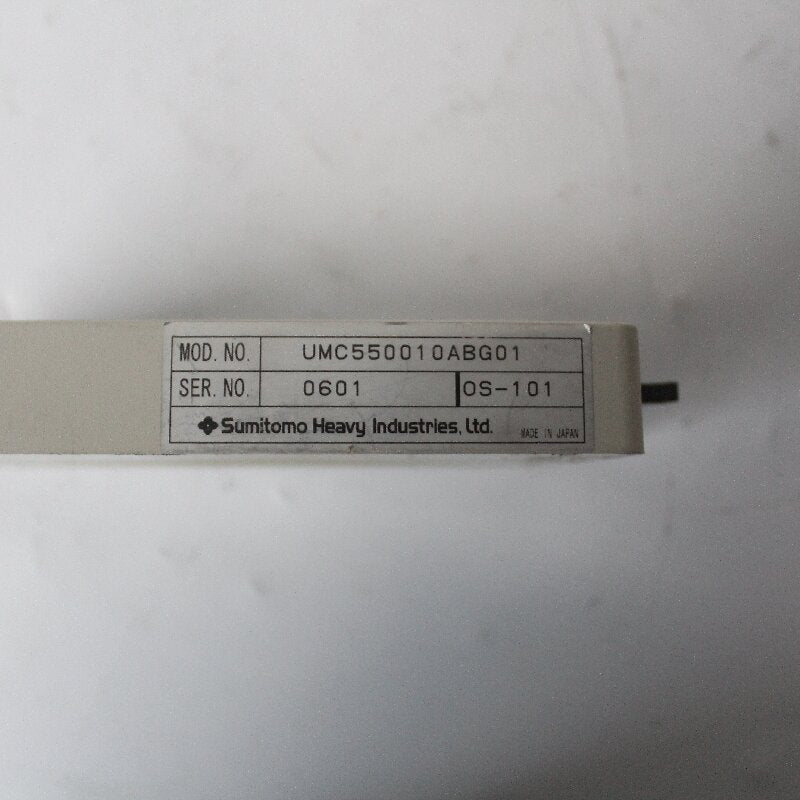 MOD. NO. UMC550010ABG01
SER. NO. 0601 OS-101
Sumitomo Heavy Industries, Ltd. MADE IN JAPAN